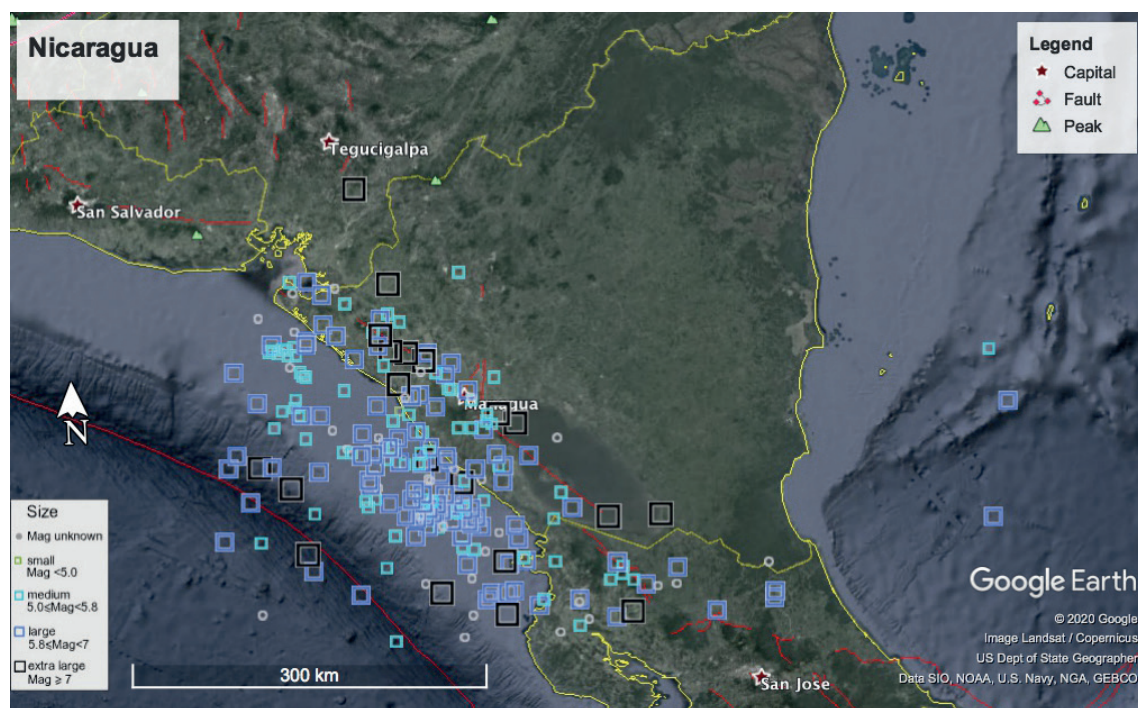 Nicaragua
Legend
Capital
Fault
Peak
Tegucigalpa
San Salvador
Managua
N
Size
Mag unknown
small
Mag <5.0
medium
5.0≤Mag<5.8
large
5.8≤Mag<7
extra large
Mag ≥ 7
300 km
San Jose
Google Earth
© 2020 Google
Image Landsat / Copernicus
US Dept of State Geographer
Data SIO, NOAA, U.S. Navy, NGA, GEBCO